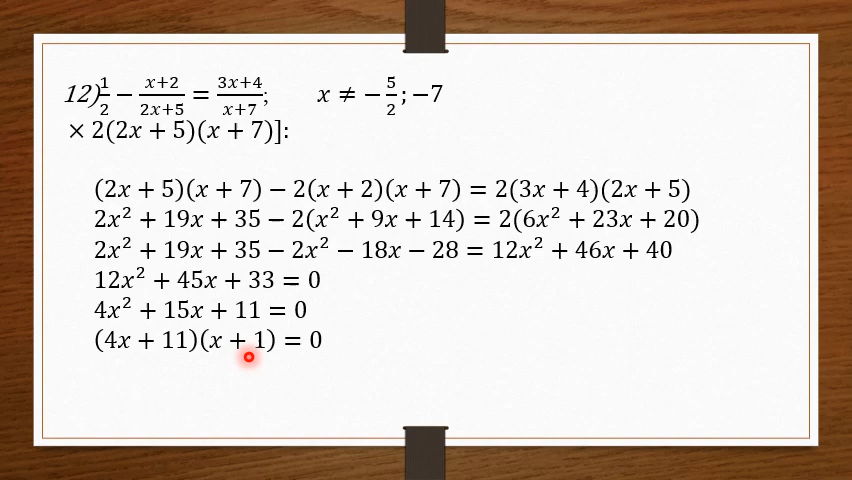 12) 1/2 − (x+2)/(2x+5) = (3x+4)/(x+7); x ≠ −5/2; −7
× 2(2x + 5)(x + 7)]:
(2x + 5)(x + 7) − 2(x + 2)(x + 7) = 2(3x + 4)(2x + 5)
2x² + 19x + 35 − 2(x² + 9x + 14) = 2(6x² + 23x + 20)
2x² + 19x + 35 − 2x² − 18x − 28 = 12x² + 46x + 40
12x² + 45x + 33 = 0
4x² + 15x + 11 = 0
(4x + 11)(x + 1) = 0